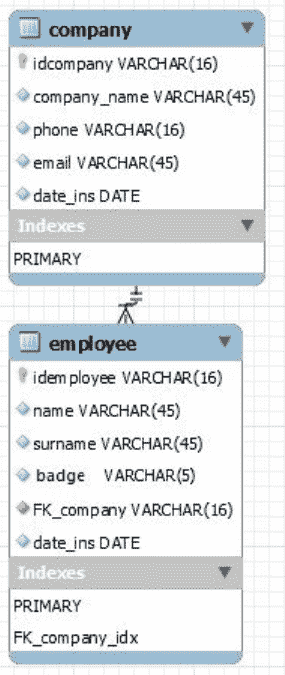 company
idcompany VARCHAR(16)
company_name VARCHAR(45)
phone VARCHAR(16)
email VARCHAR(45)
date_ins DATE
Indexes
PRIMARY
employee
idemployee VARCHAR(16)
name VARCHAR(45)
surname VARCHAR(45)
badge VARCHAR(5)
FK_company VARCHAR(16)
date_ins DATE
Indexes
PRIMARY
FK_company_idx